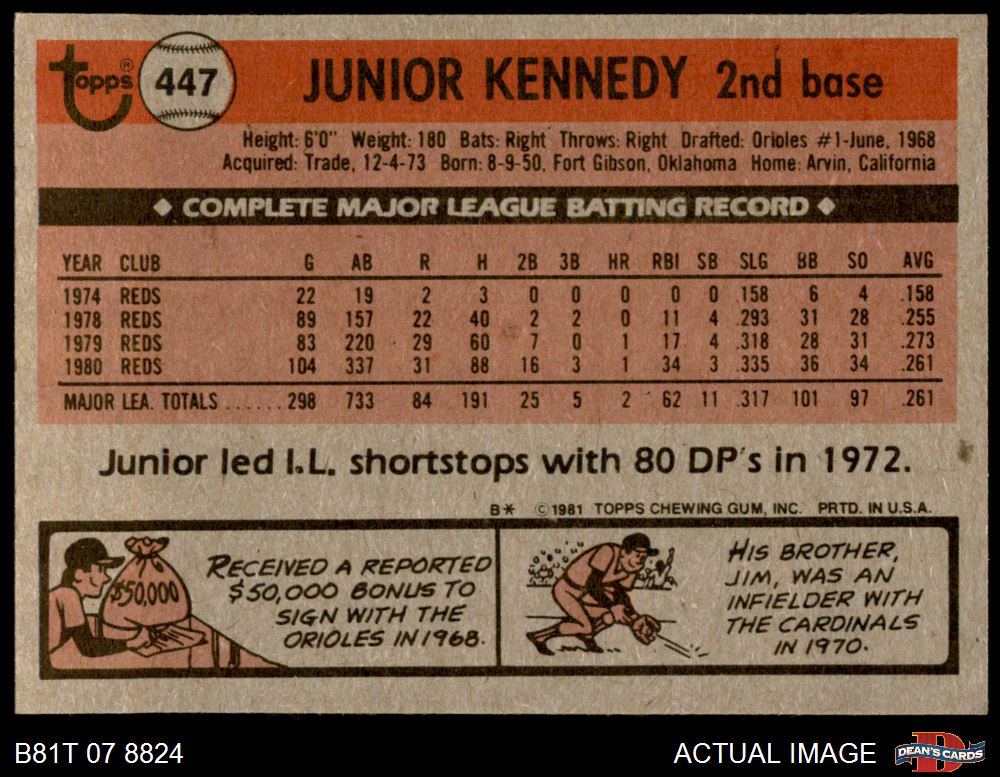 topps® 447 JUNIOR KENNEDY 2nd base
Height: 6'0" Weight: 180 Bats: Right Throws: Right Drafted: Orioles #1-June, 1968
Acquired: Trade, 12-4-73 Born: 8-9-50, Fort Gibson, Oklahoma Home: Arvin, California
◆ COMPLETE MAJOR LEAGUE BATTING RECORD ◆
YEAR CLUB G AB R H 2B 3B HR RBI SB SLG BB SO AVG
1974 REDS 22 19 2 3 0 0 0 0 0 .158 6 4 .158
1978 REDS 89 157 22 40 2 2 0 11 4 .293 31 28 .255
1979 REDS 83 220 29 60 7 0 1 17 4 .318 28 31 .273
1980 REDS 104 337 31 88 16 3 1 34 3 .335 36 34 .261
MAJOR LEA. TOTALS ...... 298 733 84 191 25 5 2 62 11 .317 101 97 .261
Junior led I.L. shortstops with 80 DP's in 1972.
B* ©1981 TOPPS CHEWING GUM, INC. PRTD. IN U.S.A.
$50,000
RECEIVED A REPORTED
$50,000 BONUS TO
SIGN WITH THE
ORIOLES IN 1968.
HIS BROTHER,
JIM, WAS AN
INFIELDER WITH
THE CARDINALS
IN 1970.
B81T 07 8824 ACTUAL IMAGE DEAN'S CARDS